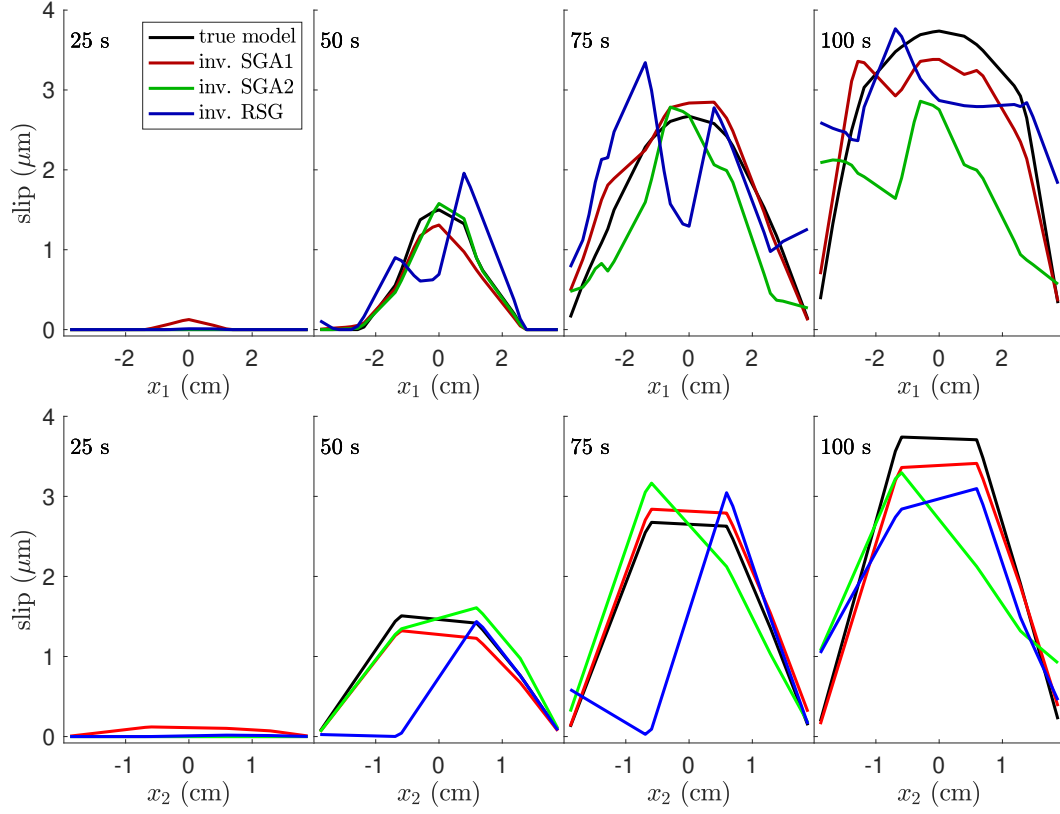 4
3
2
1
0
slip (μm)
25 s
true model
inv. SGA1
inv. SGA2
inv. RSG
50 s
75 s
100 s
-2 0 2
-2 0 2
-2 0 2
-2 0 2
x₁ (cm)
x₁ (cm)
x₁ (cm)
x₁ (cm)
4
3
2
1
0
slip (μm)
25 s
50 s
75 s
100 s
-1 0 1
-1 0 1
-1 0 1
-1 0 1
x₂ (cm)
x₂ (cm)
x₂ (cm)
x₂ (cm)